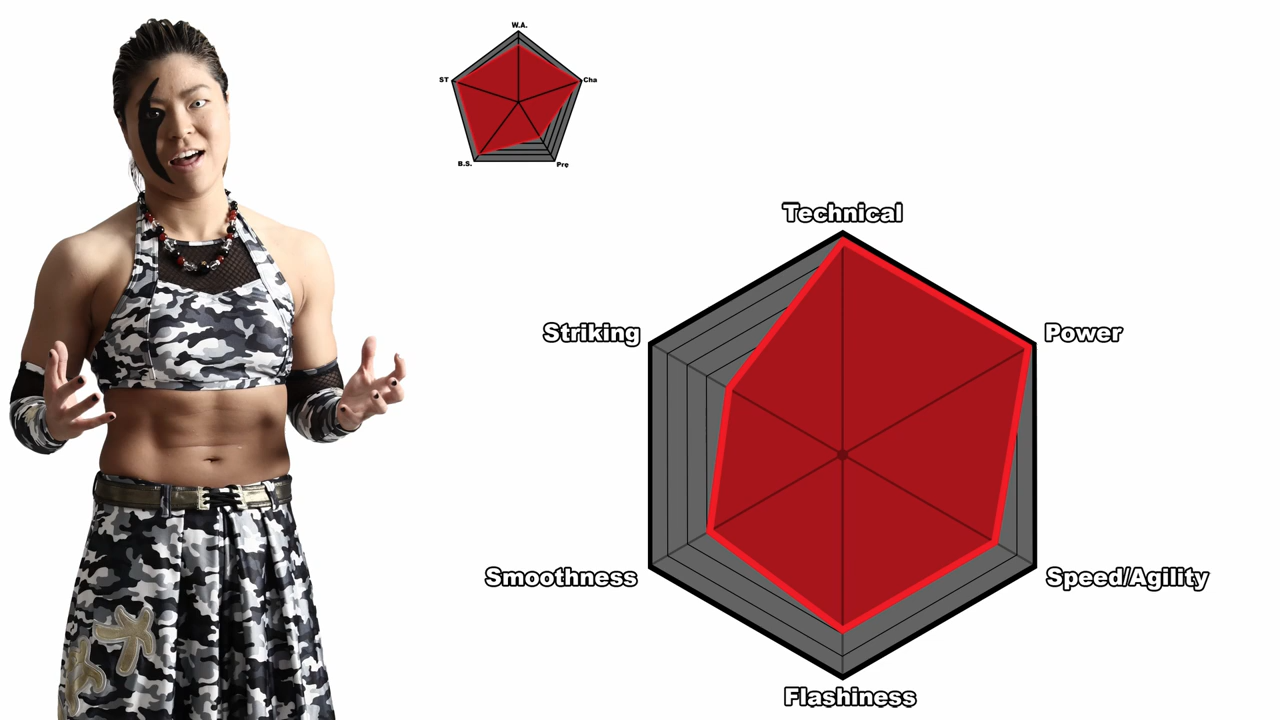 W.A.
ST
Cha
B.S.
Pre
Technical
Striking
Power
Smoothness
Speed/Agility
Flashiness